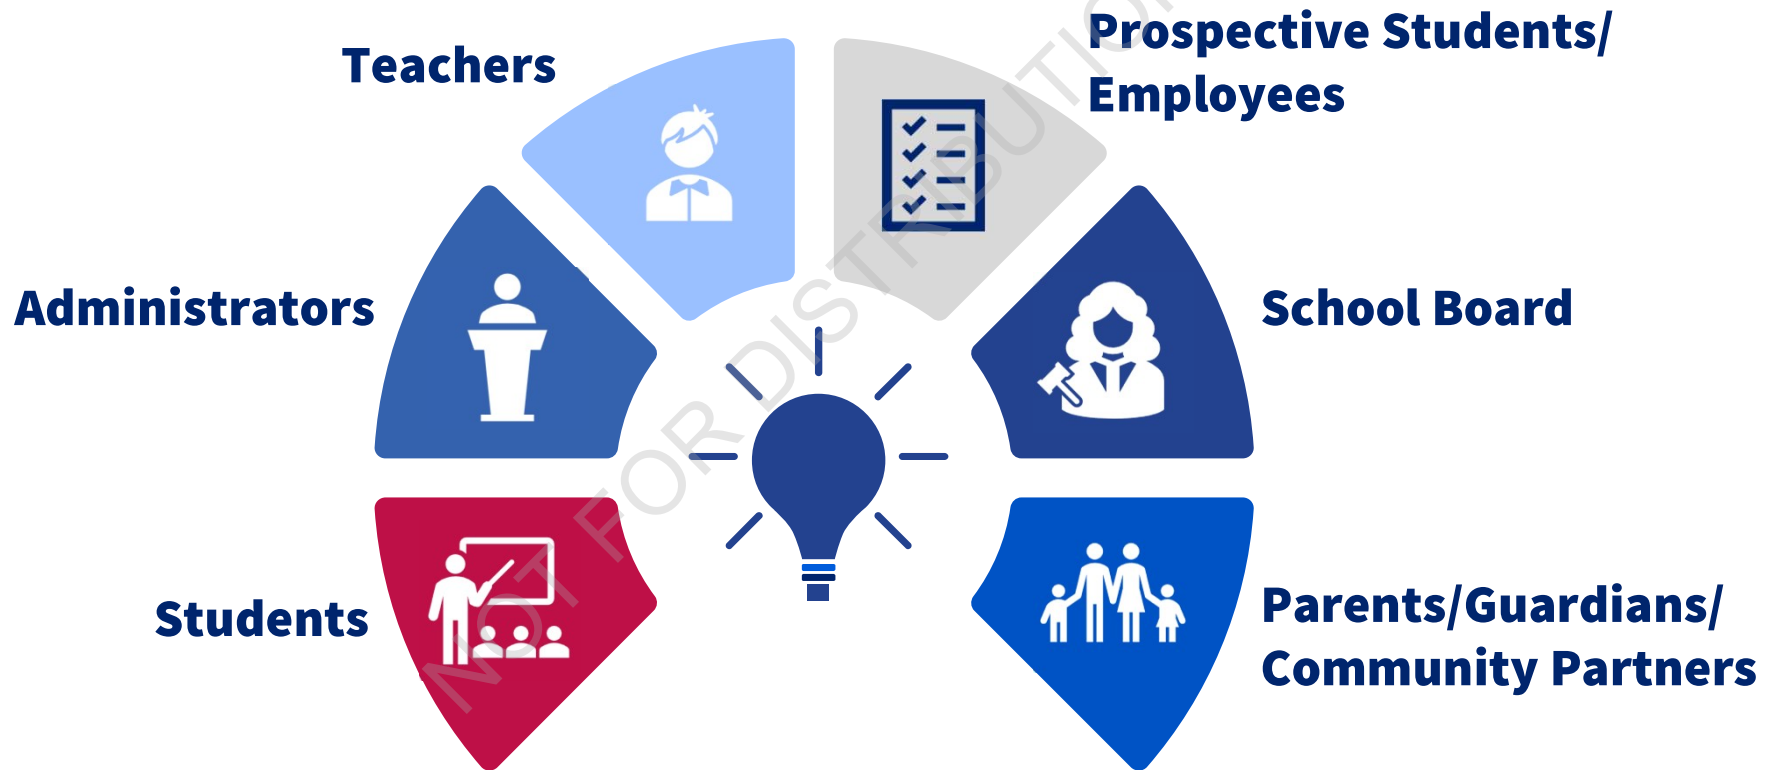 Prospective Students/
Employees
Teachers
Administrators
School Board
Students
Parents/Guardians/
Community Partners
NOT FOR DISTRIBUTION